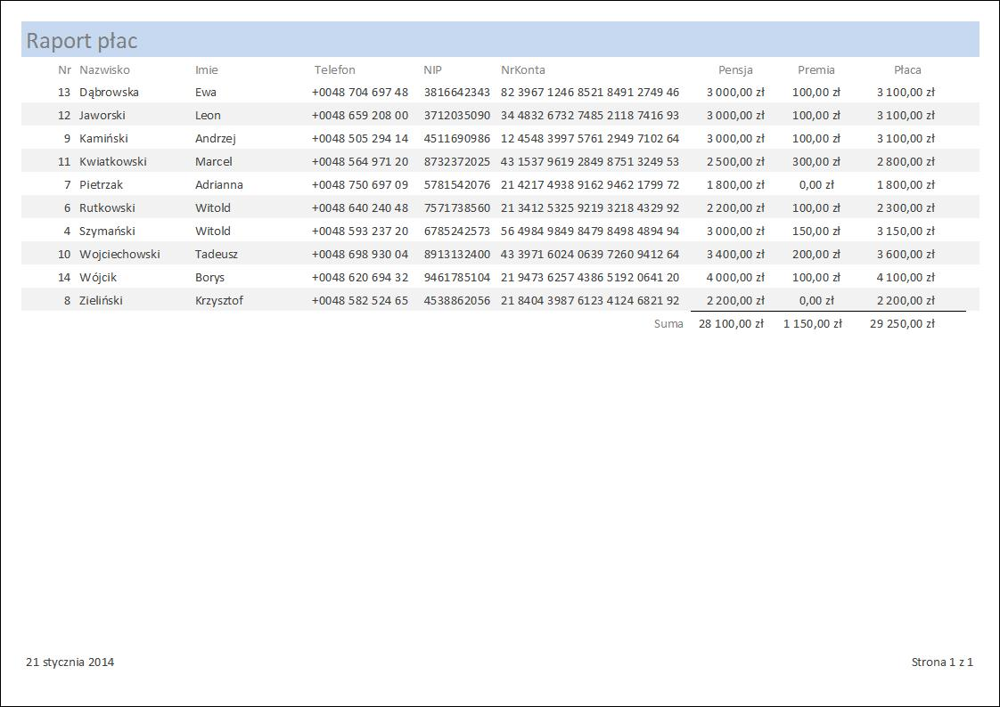 Raport płac
Nr Nazwisko Imie Telefon NIP NrKonta Pensja Premia Płaca
13 Dąbrowska Ewa +0048 704 697 48 3816642343 82 3967 1246 8521 8491 2749 46 3 000,00 zł 100,00 zł 3 100,00 zł
12 Jaworski Leon +0048 659 208 00 3712035090 34 4832 6732 7485 2118 7416 93 3 000,00 zł 100,00 zł 3 100,00 zł
9 Kamiński Andrzej +0048 505 294 14 4511690986 12 4548 3997 5761 2949 7102 64 3 000,00 zł 100,00 zł 3 100,00 zł
11 Kwiatkowski Marcel +0048 564 971 20 8732372025 43 1537 9619 2849 8751 3249 53 2 500,00 zł 300,00 zł 2 800,00 zł
7 Pietrzak Adrianna +0048 750 697 09 5781542076 21 4217 4938 9162 9462 1799 72 1 800,00 zł 0,00 zł 1 800,00 zł
6 Rutkowski Witold +0048 640 240 48 7571738560 21 3412 5325 9219 3218 4329 92 2 200,00 zł 100,00 zł 2 300,00 zł
4 Szymański Witold +0048 593 237 20 6785242573 56 4984 9849 8479 8498 4894 94 3 000,00 zł 150,00 zł 3 150,00 zł
10 Wojciechowski Tadeusz +0048 698 930 04 8913132400 43 3971 6024 0639 7260 9412 64 3 400,00 zł 200,00 zł 3 600,00 zł
14 Wójcik Borys +0048 620 694 32 9461785104 21 9473 6257 4386 5192 0641 20 4 000,00 zł 100,00 zł 4 100,00 zł
8 Zieliński Krzysztof +0048 582 524 65 4538862056 21 8404 3987 6123 4124 6821 92 2 200,00 zł 0,00 zł 2 200,00 zł
Suma 28 100,00 zł 1 150,00 zł 29 250,00 zł
21 stycznia 2014 Strona 1 z 1